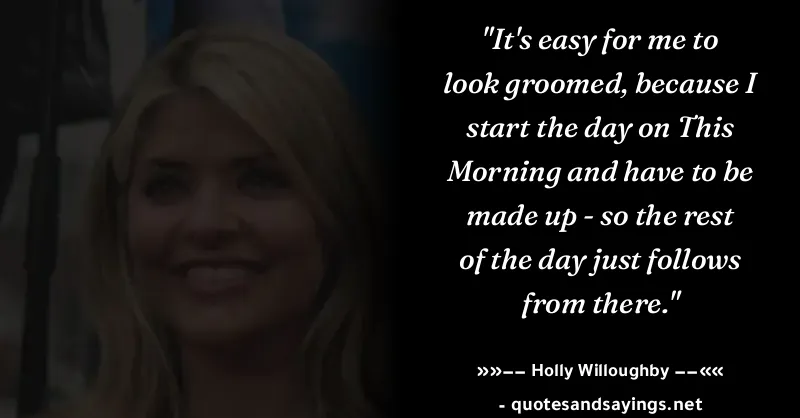 "It's easy for me to
look groomed, because I
start the day on This
Morning and have to be
made up - so the rest
of the day just follows
from there."
»»−− Holly Willoughby −−««
- quotesandsayings.net